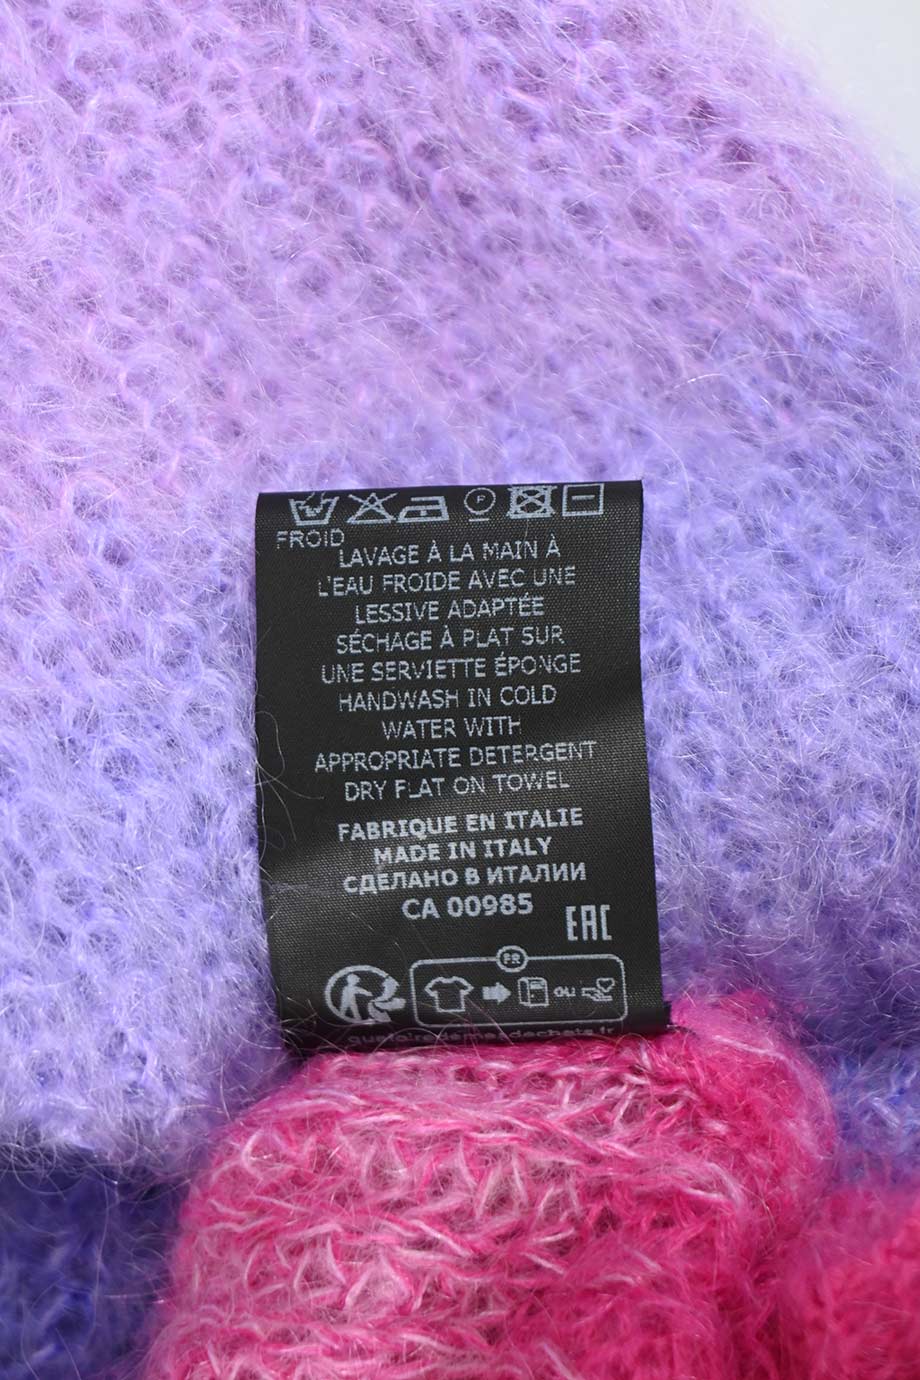 FROID
LAVAGE À LA MAIN À
L'EAU FROIDE AVEC UNE
LESSIVE ADAPTÉE
SÉCHAGE À PLAT SUR
UNE SERVIETTE ÉPONGE
HANDWASH IN COLD
WATER WITH
APPROPRIATE DETERGENT
DRY FLAT ON TOWEL
FABRIQUE EN ITALIE
MADE IN ITALY
СДЕЛАНО В ИТАЛИИ
CA 00985
EAC
FR
OU
quefairedemesdechets.fr